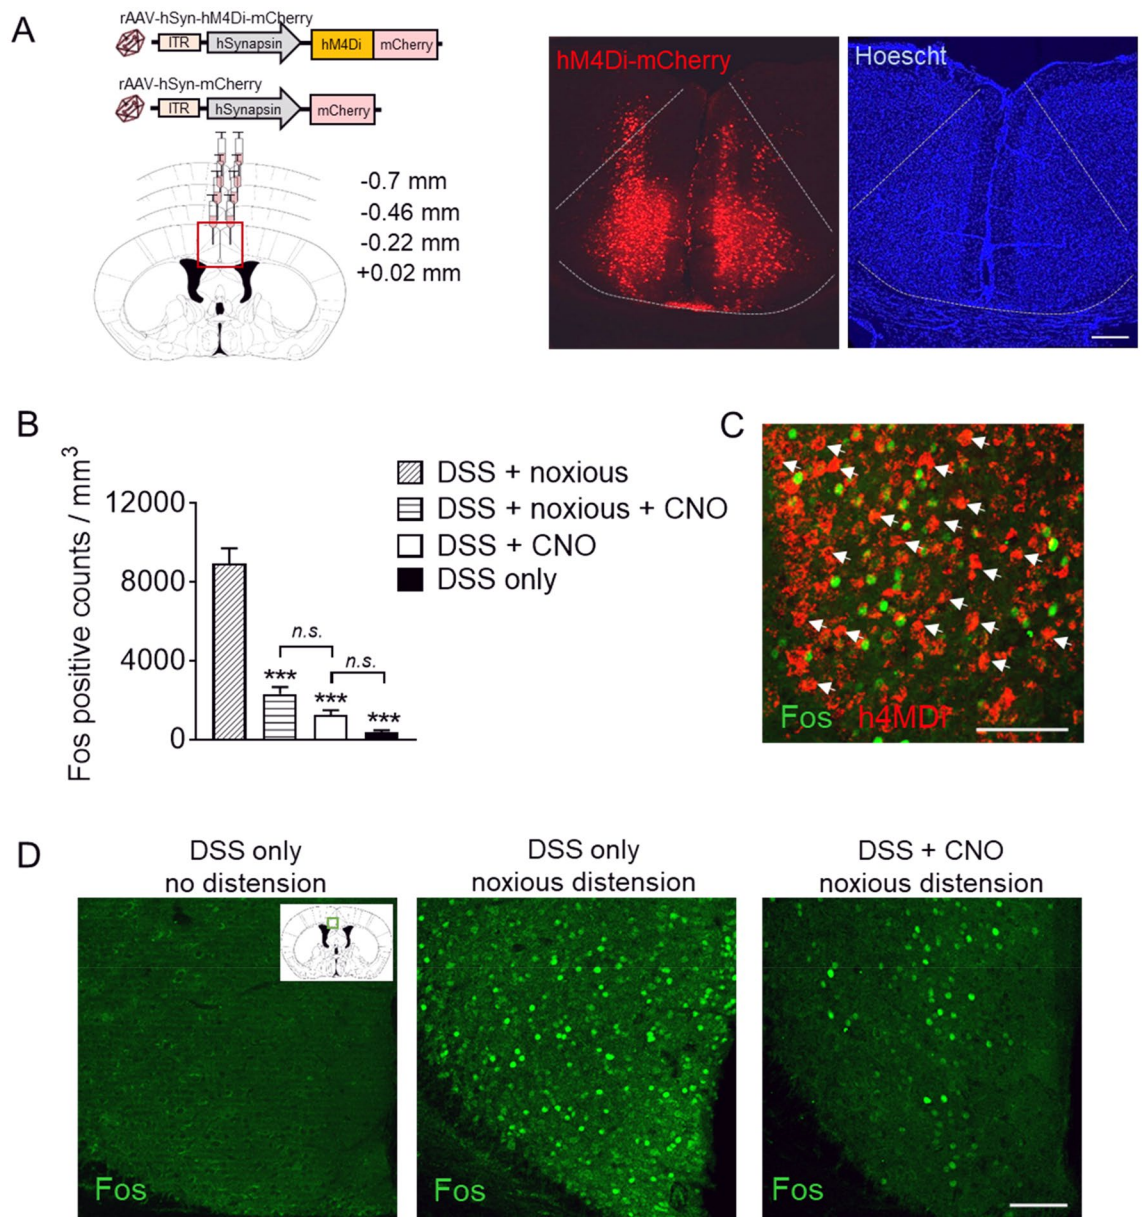 A
rAAV-hSyn-hM4Di-mCherry
ITR hSynapsin hM4Di mCherry
rAAV-hSyn-mCherry
ITR hSynapsin mCherry
-0.7 mm
-0.46 mm
-0.22 mm
+0.02 mm
hM4Di-mCherry
Hoescht
B
Fos positive counts / mm³
12000
8000
4000
0
***
***
***
n.s.
n.s.
DSS + noxious
DSS + noxious + CNO
DSS + CNO
DSS only
C
Fos h4MDi
D
DSS only
no distension
Fos
DSS only
noxious distension
Fos
DSS + CNO
noxious distension
Fos